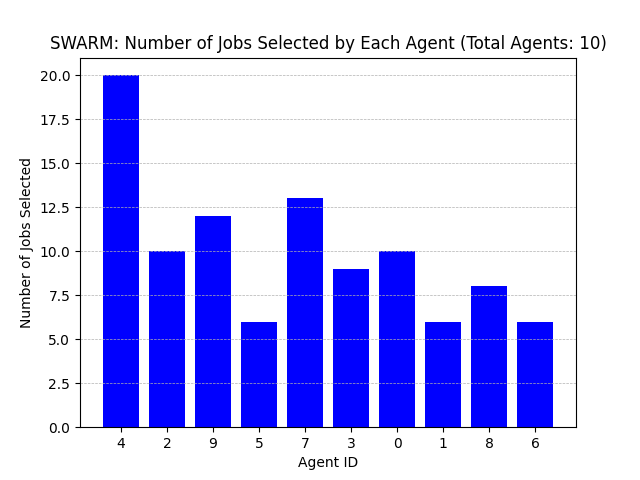 SWARM: Number of Jobs Selected by Each Agent (Total Agents: 10)
20.0
17.5
15.0
12.5
10.0
7.5
5.0
2.5
0.0
Number of Jobs Selected
4 2 9 5 7 3 0 1 8 6
Agent ID